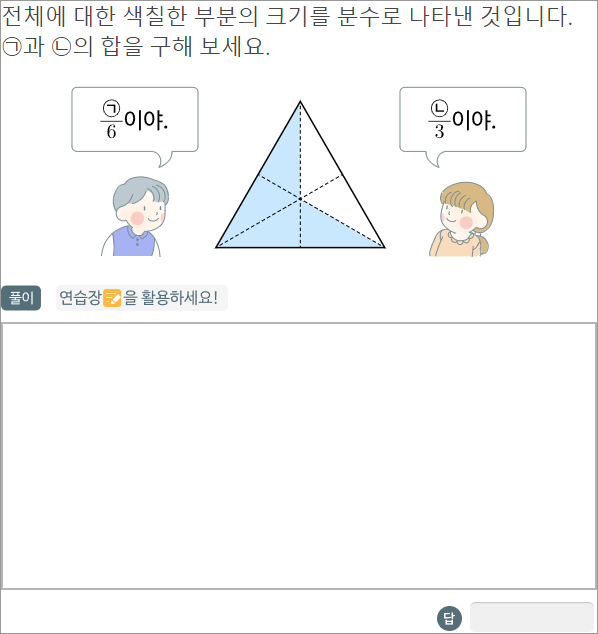 전체에 대한 색칠한 부분의 크기를 분수로 나타낸 것입니다.
㉠과 ㉡의 합을 구해 보세요.
㉠/6이야.
㉡/3이야.
풀이 연습장을 활용하세요!
답